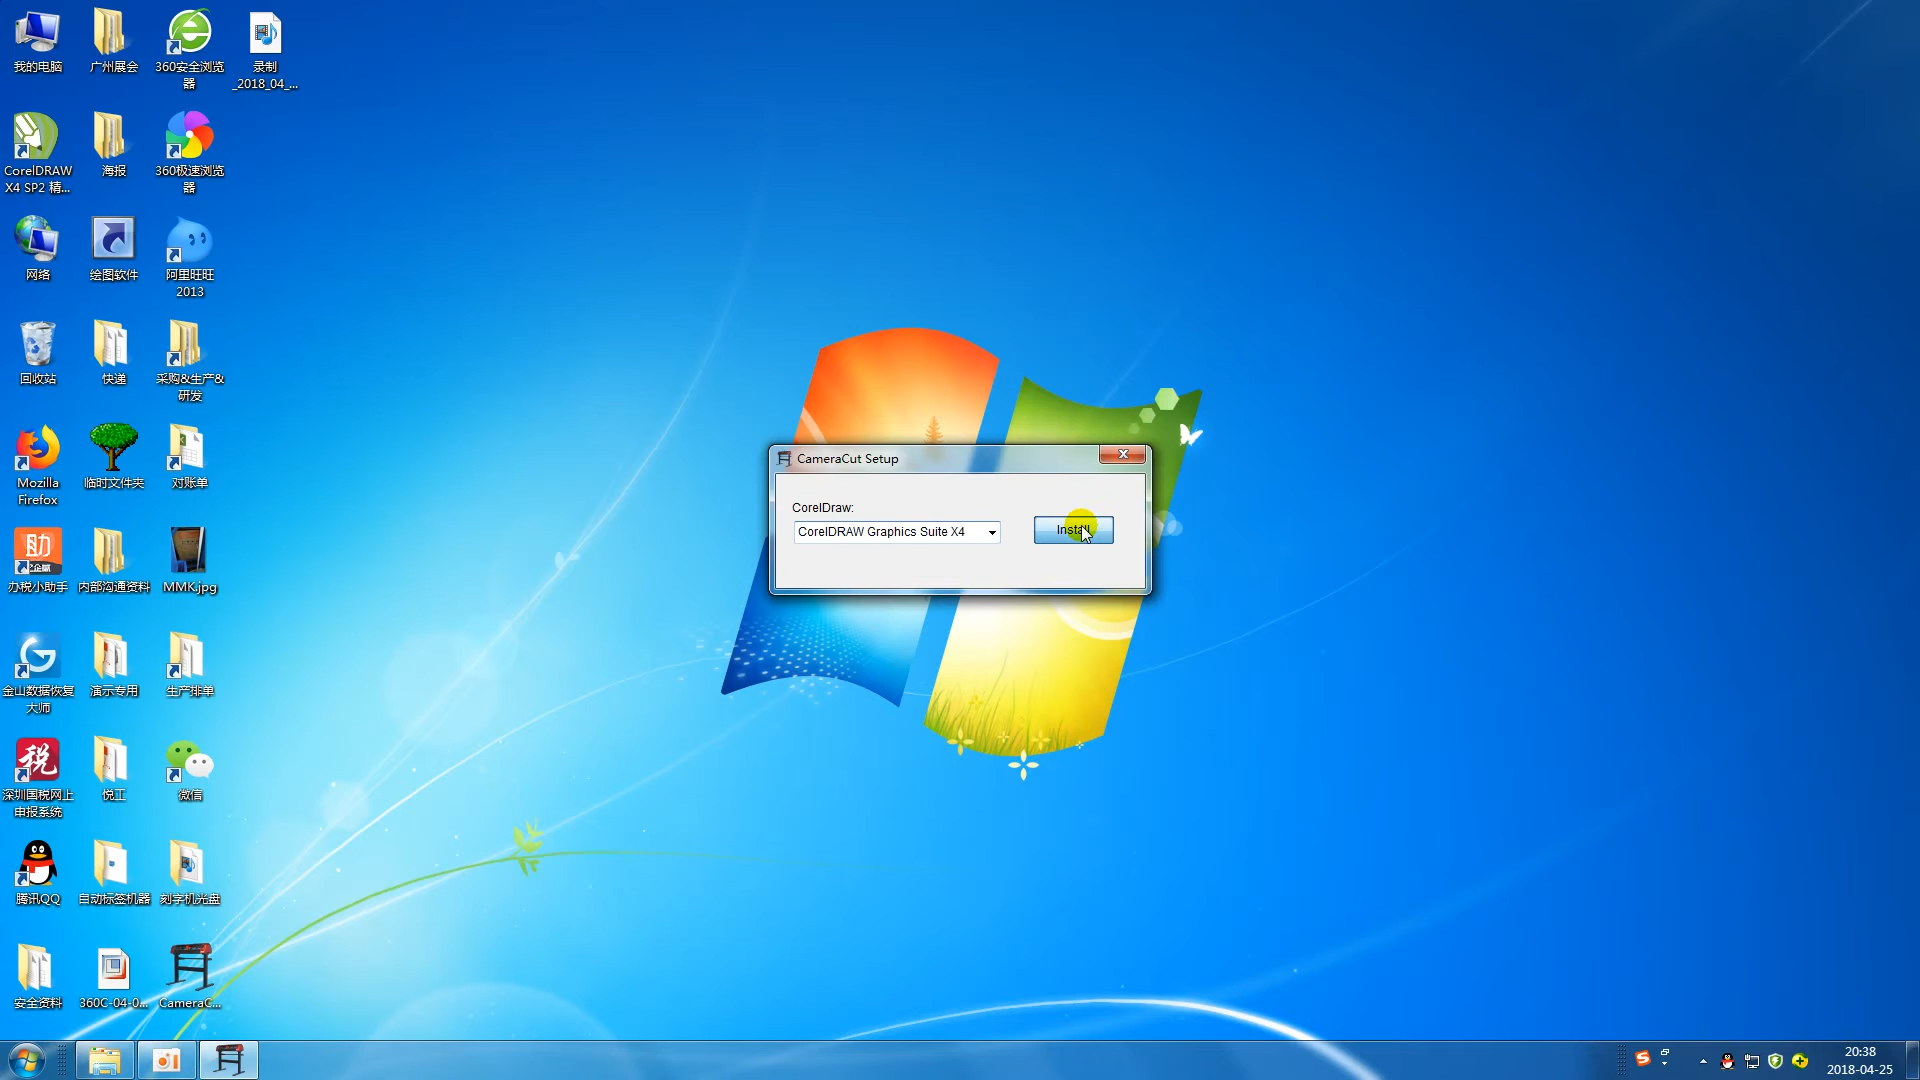 我的电脑
广州展会
360安全浏览
器
录制
_2018_04_...
CorelDRAW
X4 SP2 精...
海报
360极速浏览
器
网络
绘图软件
阿里旺旺
2013
回收站
快递
采购&生产&
研发
Mozilla
Firefox
临时文件夹
对账单
助
亿企赢
办税小助手
内部沟通资料
MMK.jpg
金山数据恢复
大师
演示专用
生产排单
税
深圳国税网上
申报系统
悦工
微信
腾讯QQ
自动标签机器
刻字机光盘
安全资料
360C-04-0...
CameraC...
CameraCut Setup
CorelDraw:
CorelDRAW Graphics Suite X4
Install
20:38
2018-04-25